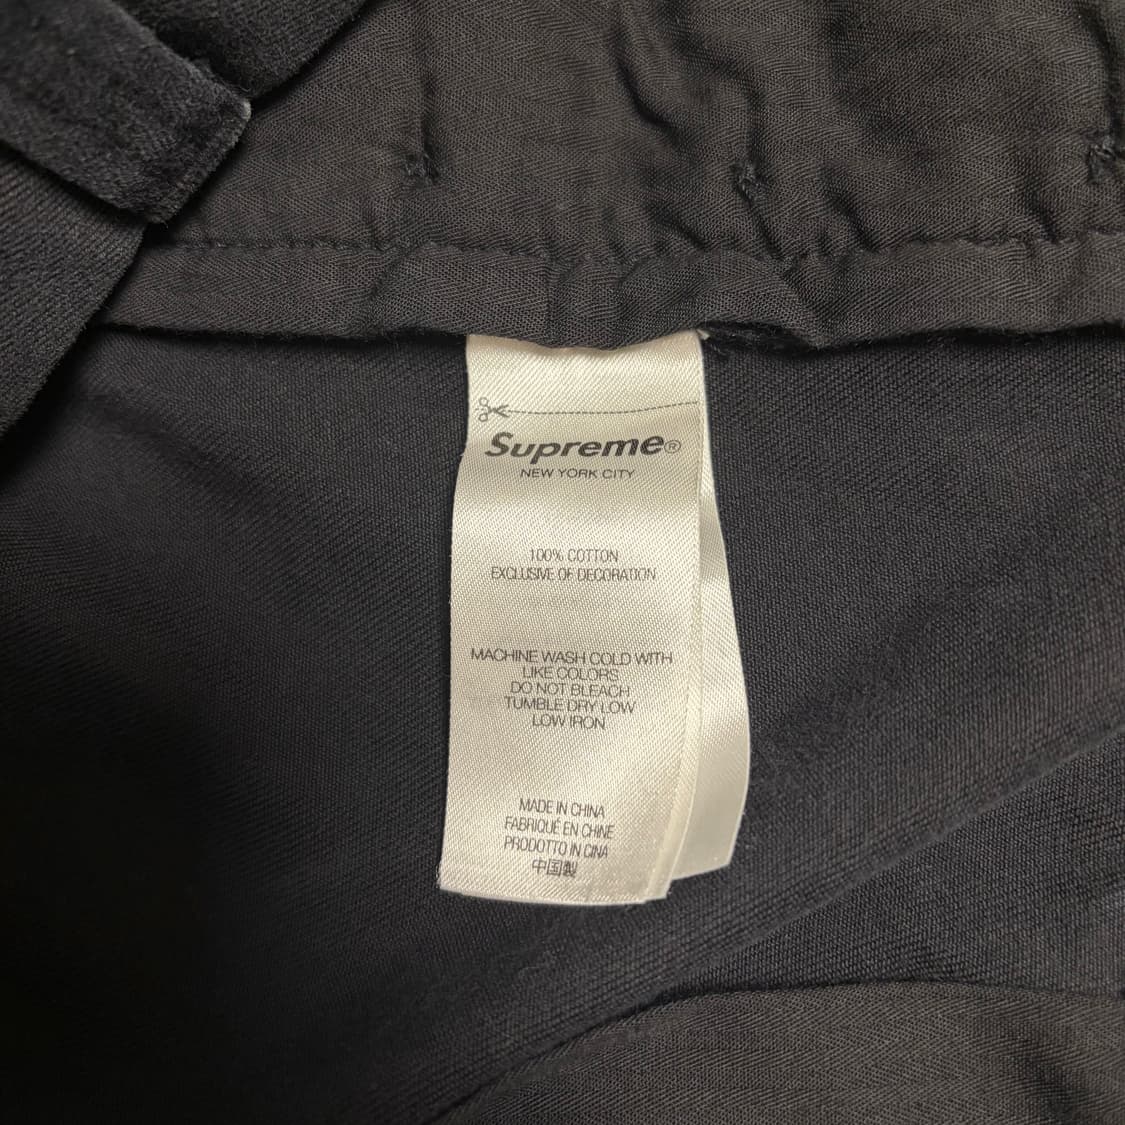 Supreme®
NEW YORK CITY
100% COTTON
EXCLUSIVE OF DECORATION
MACHINE WASH COLD WITH
LIKE COLORS
DO NOT BLEACH
TUMBLE DRY LOW
LOW IRON
MADE IN CHINA
FABRIQUÉ EN CHINE
PRODOTTO IN CINA
中国製